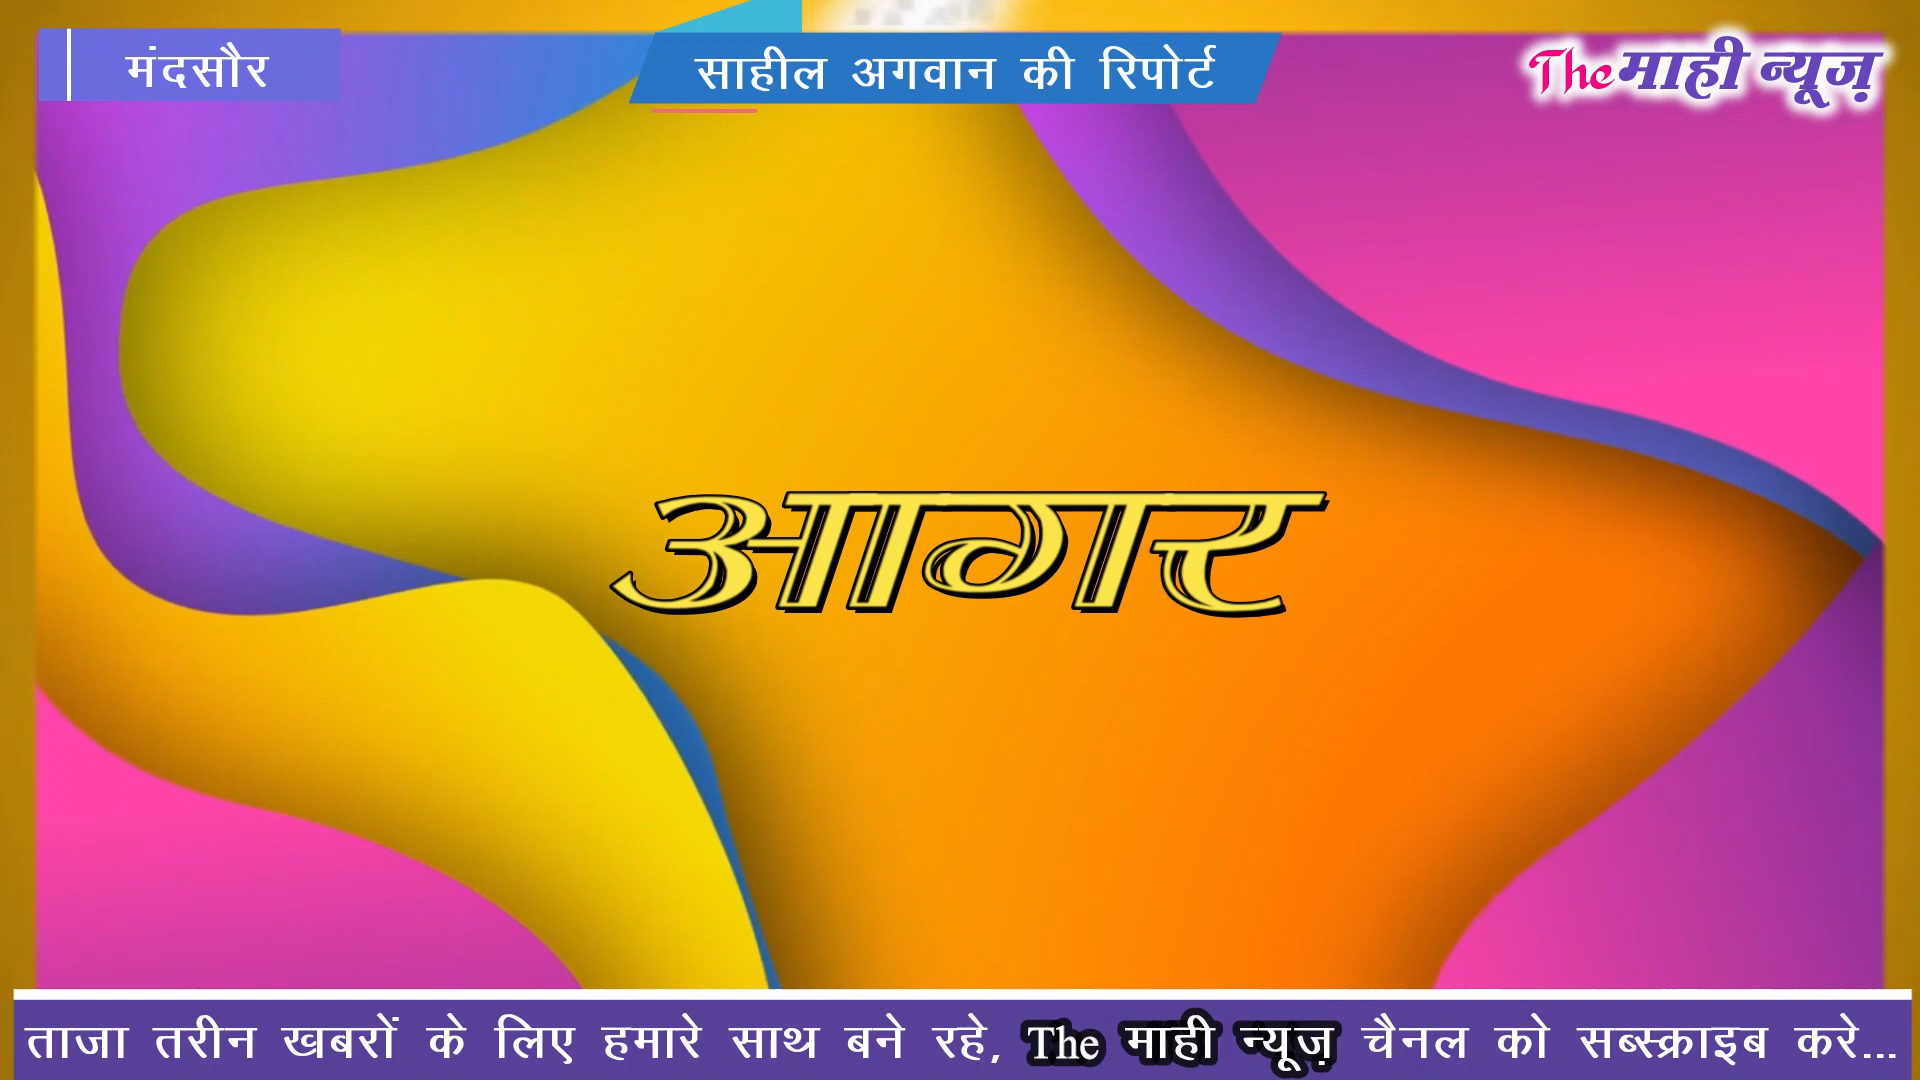 मंदसौर
साहील अगवान की रिपोर्ट
Theमाही न्यूज़
आगर
ताजा तरीन खबरों के लिए हमारे साथ बने रहे, The माही न्यूज़ चैनल को सब्स्क्राइब करे...